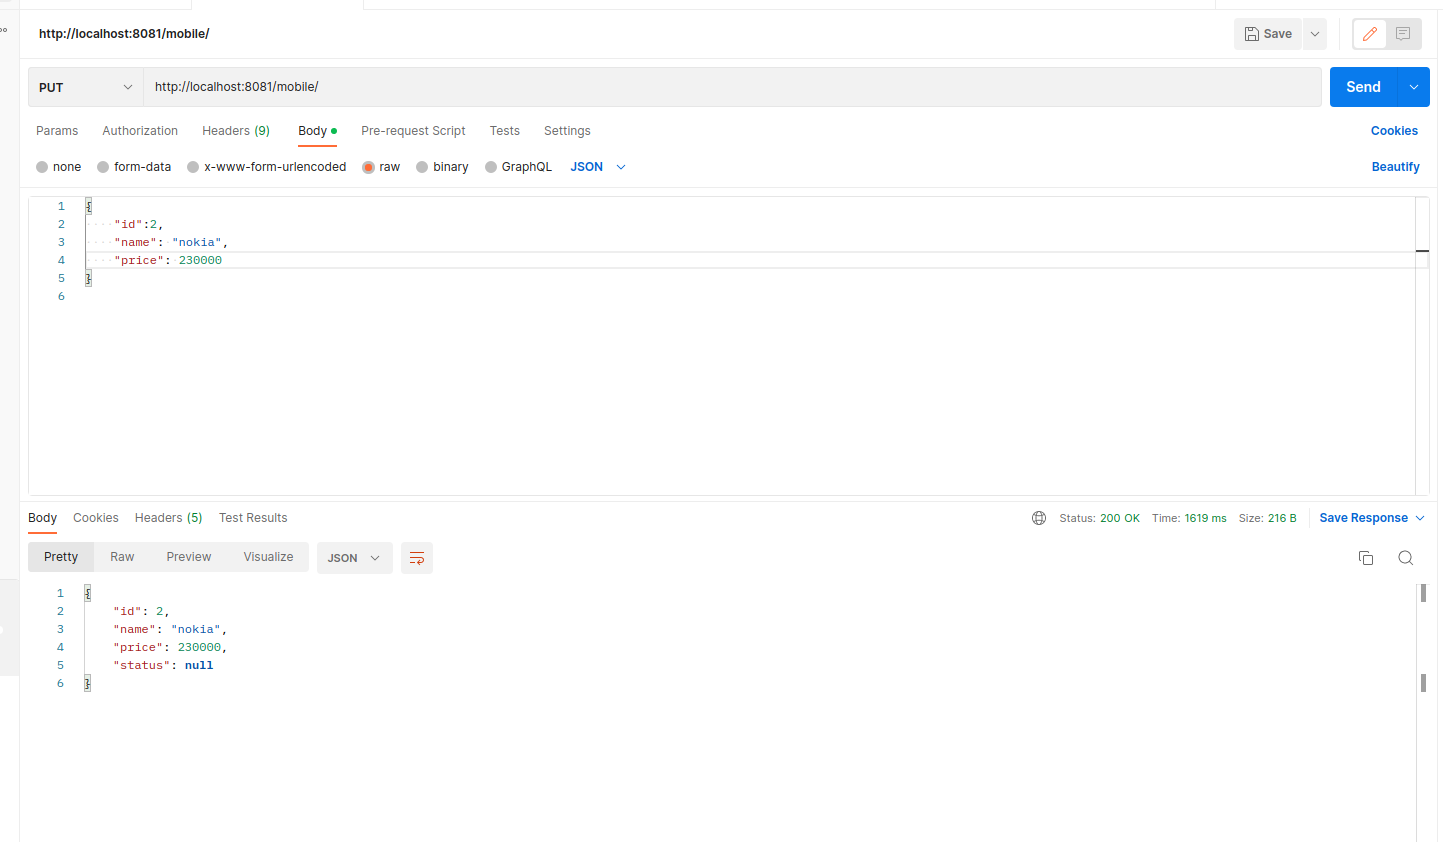 http://localhost:8081/mobile/
Save
PUT
http://localhost:8081/mobile/
Send
Params Authorization Headers (9) Body Pre-request Script Tests Settings Cookies
none form-data x-www-form-urlencoded raw binary GraphQL JSON Beautify
1 {
2 "id":2,
3 "name": "nokia",
4 "price": 230000
5 }
6
Body Cookies Headers (5) Test Results Status: 200 OK Time: 1619 ms Size: 216 B Save Response
Pretty Raw Preview Visualize JSON
1 {
2 "id": 2,
3 "name": "nokia",
4 "price": 230000,
5 "status": null
6 }